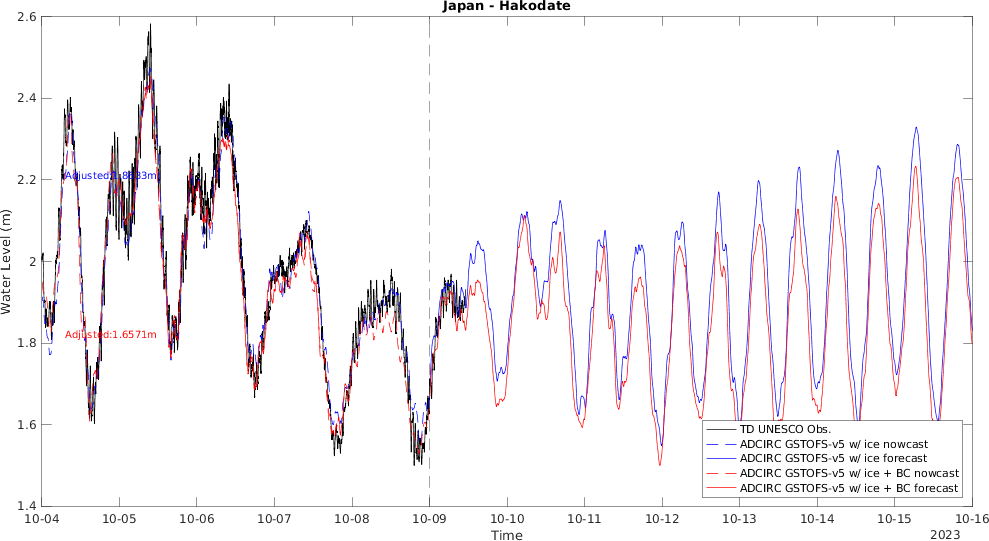 Japan - Hakodate
2.6
2.4
2.2
2
1.8
1.6
1.4
Water Level (m)
Adjusted:1.8633m
Adjusted:1.6571m
TD UNESCO Obs.
ADCIRC GSTOFS-v5 w/ ice nowcast
ADCIRC GSTOFS-v5 w/ ice forecast
ADCIRC GSTOFS-v5 w/ ice + BC nowcast
ADCIRC GSTOFS-v5 w/ ice + BC forecast
10-04 10-05 10-06 10-07 10-08 10-09 10-10 10-11 10-12 10-13 10-14 10-15 10-16
Time
2023